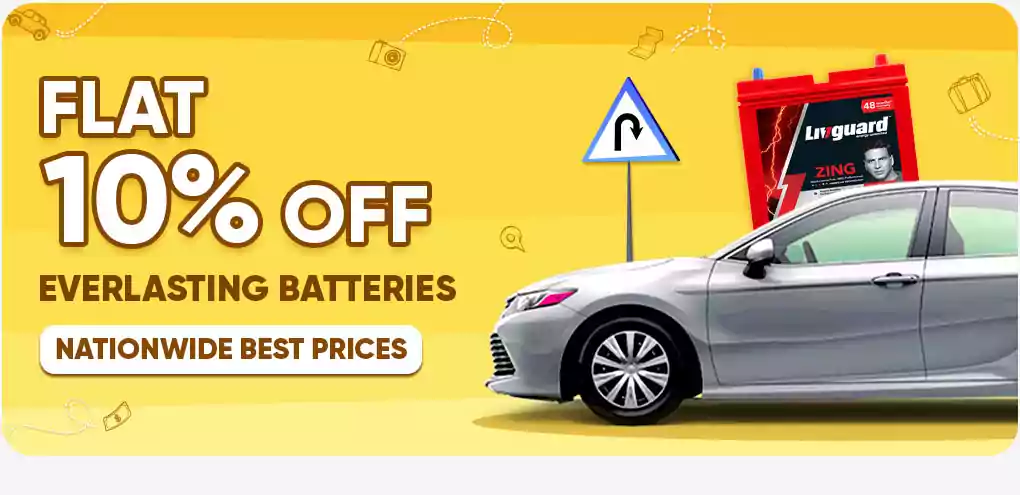 FLAT
10% OFF
EVERLASTING BATTERIES
NATIONWIDE BEST PRICES
48
Livguard
ZING